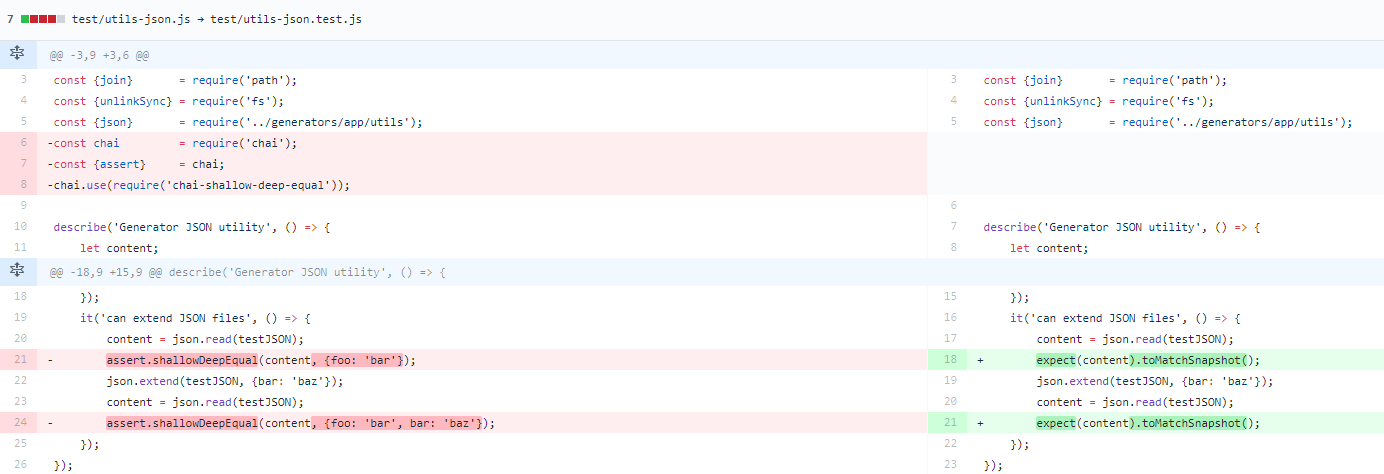 7 test/utils-json.js → test/utils-json.test.js
@@ -3,9 +3,6 @@
3 const {join}       = require('path'); 3 const {join}       = require('path');
4 const {unlinkSync} = require('fs'); 4 const {unlinkSync} = require('fs');
5 const {json}       = require('../generators/app/utils'); 5 const {json}       = require('../generators/app/utils');
6 -const chai         = require('chai');
7 -const {assert}     = chai;
8 -chai.use(require('chai-shallow-deep-equal'));
9 6
10 describe('Generator JSON utility', () => { 7 describe('Generator JSON utility', () => {
11     let content; 8     let content;
@@ -18,9 +15,9 @@ describe('Generator JSON utility', () => {
18     }); 15     });
19     it('can extend JSON files', () => { 16     it('can extend JSON files', () => {
20         content = json.read(testJSON); 17         content = json.read(testJSON);
21 -        assert.shallowDeepEqual(content, {foo: 'bar'}); 18 +        expect(content).toMatchSnapshot();
22         json.extend(testJSON, {bar: 'baz'}); 19         json.extend(testJSON, {bar: 'baz'});
23         content = json.read(testJSON); 20         content = json.read(testJSON);
24 -        assert.shallowDeepEqual(content, {foo: 'bar', bar: 'baz'}); 21 +        expect(content).toMatchSnapshot();
25     }); 22     });
26 }); 23 });